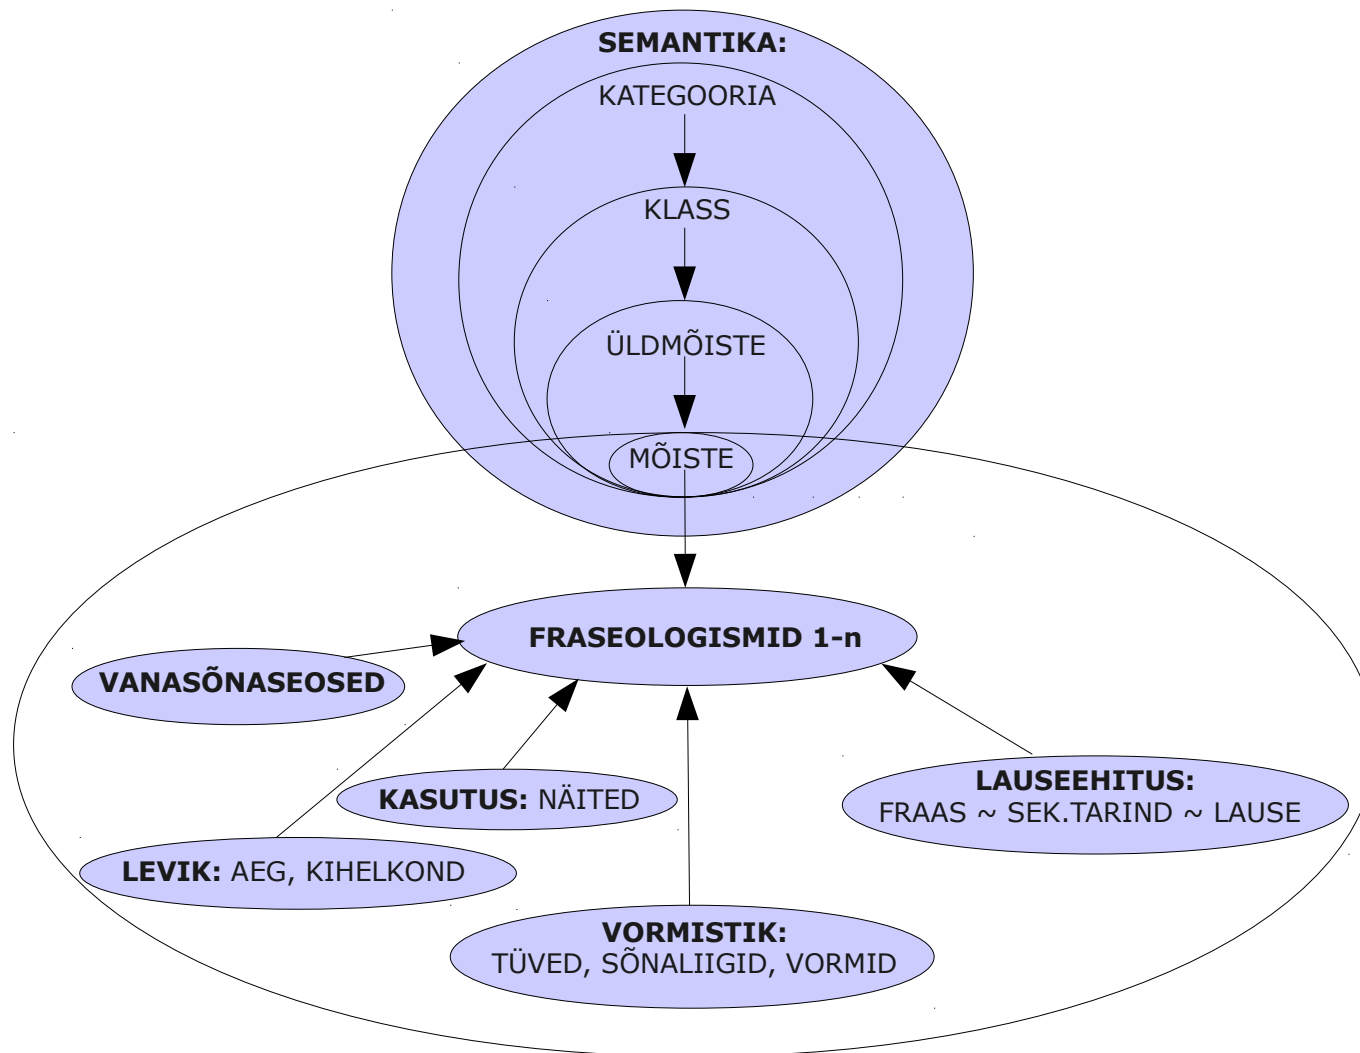 SEMANTIKA:
KATEGOORIA
KLASS
ÜLDMÕISTE
MÕISTE
FRASEOLOGISMID 1-n
VANASÕNASEOSED
KASUTUS: NÄITED
LAUSEEHITUS:
FRAAS ~ SEK.TARIND ~ LAUSE
LEVIK: AEG, KIHELKOND
VORMISTIK:
TÜVED, SÕNALIIGID, VORMID